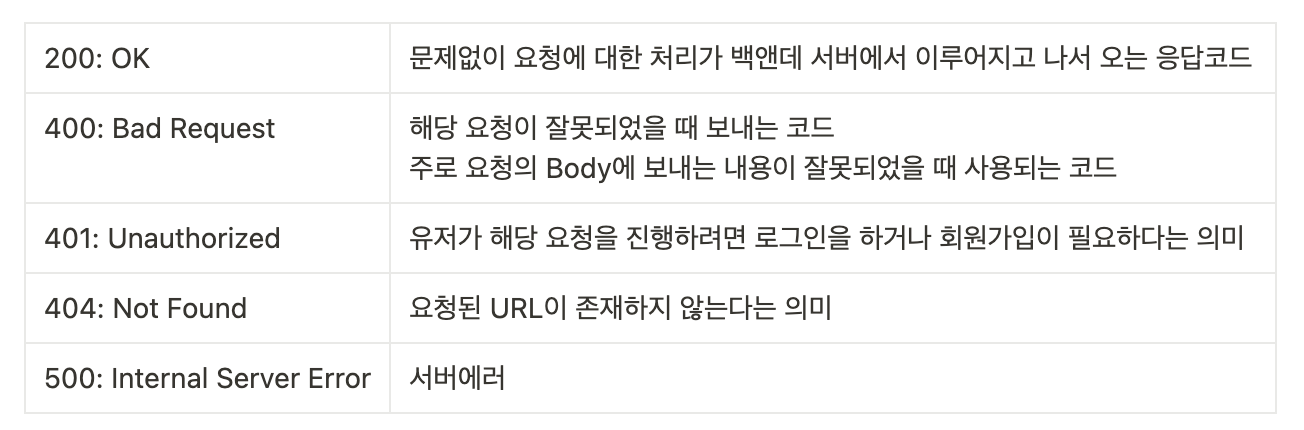 200: OK
문제없이 요청에 대한 처리가 백앤데 서버에서 이루어지고 나서 오는 응답코드
400: Bad Request
해당 요청이 잘못되었을 때 보내는 코드
주로 요청의 Body에 보내는 내용이 잘못되었을 때 사용되는 코드
401: Unauthorized
유저가 해당 요청을 진행하려면 로그인을 하거나 회원가입이 필요하다는 의미
404: Not Found
요청된 URL이 존재하지 않는다는 의미
500: Internal Server Error
서버에러